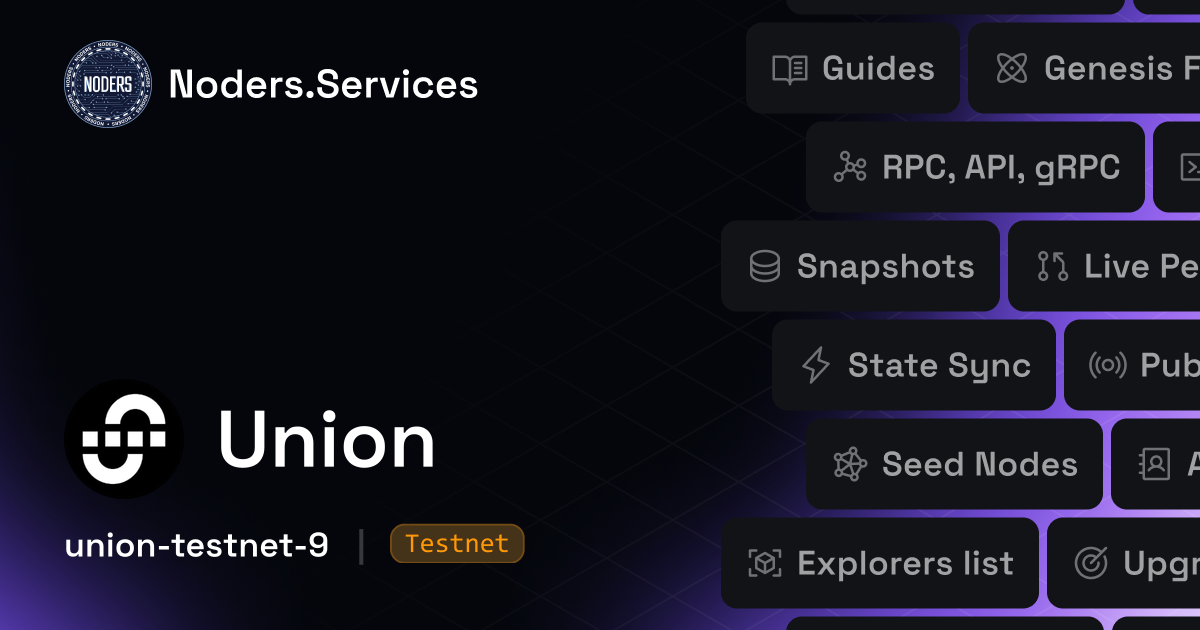 NODERS
Noders.Services
Union
union-testnet-9 | Testnet
Guides
Genesis F
RPC, API, gRPC
Snapshots
Live Pe
State Sync
Pub
Seed Nodes
A
Explorers list
Upgr